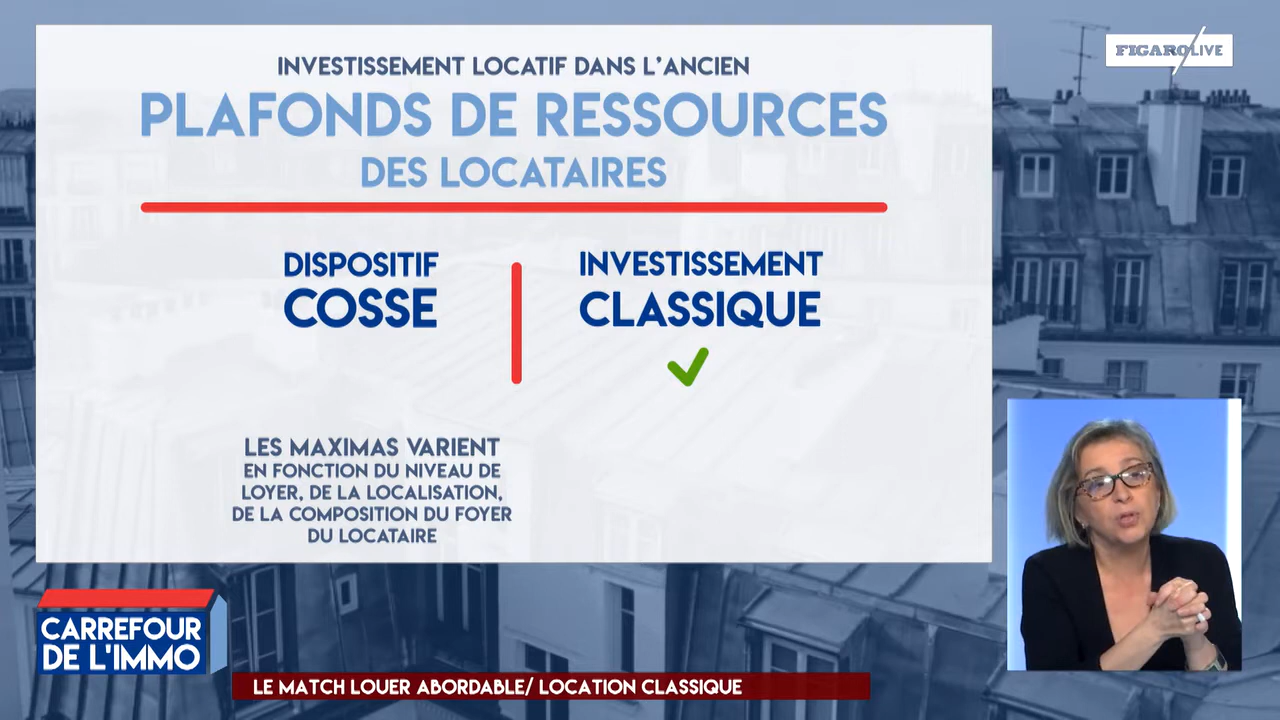 INVESTISSEMENT LOCATIF DANS L'ANCIEN
PLAFONDS DE RESSOURCES
DES LOCATAIRES
DISPOSITIF
COSSE
INVESTISSEMENT
CLASSIQUE
LES MAXIMAS VARIENT
EN FONCTION DU NIVEAU DE
LOYER, DE LA LOCALISATION,
DE LA COMPOSITION DU FOYER
DU LOCATAIRE
FIGARO LIVE
CARREFOUR
DE L'IMMO
LE MATCH LOUER ABORDABLE/ LOCATION CLASSIQUE